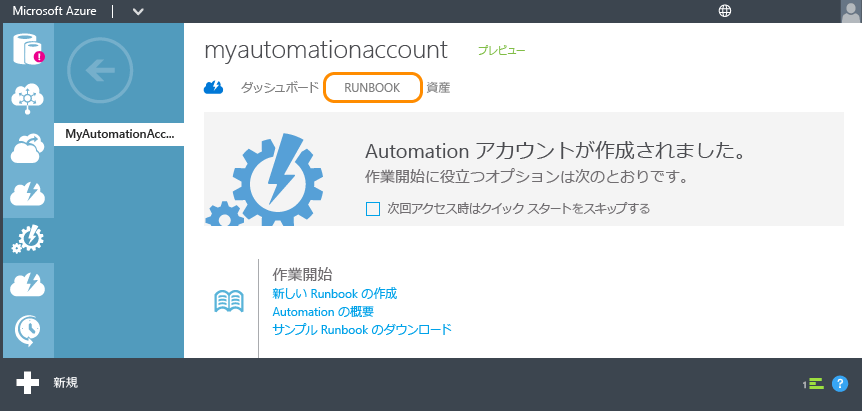 Microsoft Azure
myautomationaccount プレビュー
ダッシュボード RUNBOOK 資産
!
MyAutomationAcc...
Automation アカウントが作成されました。
作業開始に役立つオプションは次のとおりです。
次回アクセス時はクイック スタートをスキップする
作業開始
新しい Runbook の作成
Automation の概要
サンプル Runbook のダウンロード
新規
1 ?